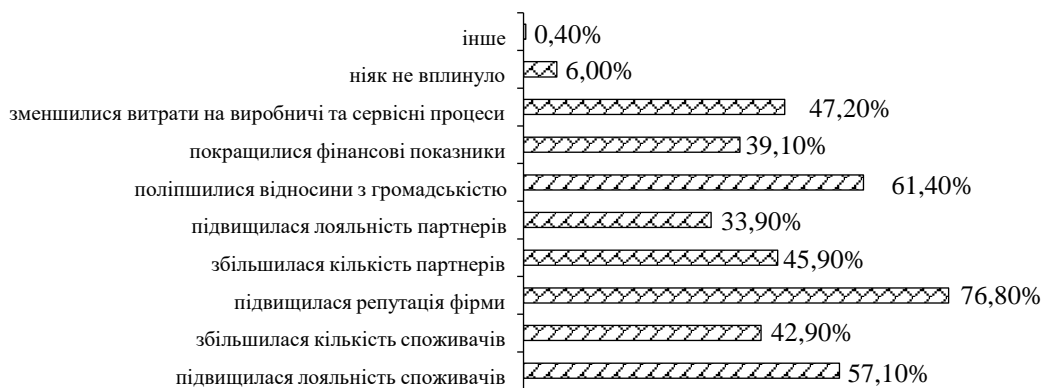 інше 0,40%
ніяк не вплинуло 6,00%
зменшилися витрати на виробничі та сервісні процеси 47,20%
покращилися фінансові показники 39,10%
поліпшилися відносини з громадськістю 61,40%
підвищилася лояльність партнерів 33,90%
збільшилася кількість партнерів 45,90%
підвищилася репутація фірми 76,80%
збільшилася кількість споживачів 42,90%
підвищилася лояльність споживачів 57,10%